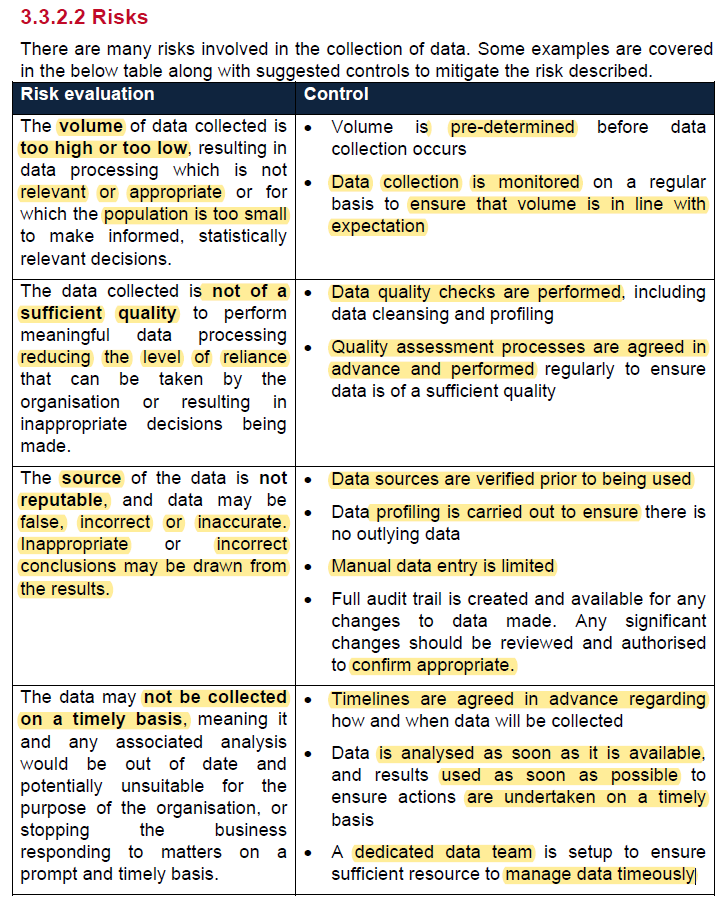 3.3.2.2 Risks
There are many risks involved in the collection of data. Some examples are covered
in the below table along with suggested controls to mitigate the risk described.
Risk evaluation
Control
The volume of data collected is
too high or too low, resulting in
data processing which is not
relevant or appropriate or for
which the population is too small
to make informed, statistically
relevant decisions.
• Volume is pre-determined before data
collection occurs
• Data collection is monitored on a regular
basis to ensure that volume is in line with
expectation
The data collected is not of a
sufficient quality to perform
meaningful data processing
reducing the level of reliance
that can be taken by the
organisation or resulting in
inappropriate decisions being
made.
• Data quality checks are performed, including
data cleansing and profiling
• Quality assessment processes are agreed in
advance and performed regularly to ensure
data is of a sufficient quality
The source of the data is not
reputable, and data may be
false, incorrect or inaccurate.
Inappropriate or incorrect
conclusions may be drawn from
the results.
• Data sources are verified prior to being used
• Data profiling is carried out to ensure there is
no outlying data
• Manual data entry is limited
• Full audit trail is created and available for any
changes to data made. Any significant
changes should be reviewed and authorised
to confirm appropriate.
The data may not be collected
on a timely basis, meaning it
and any associated analysis
would be out of date and
potentially unsuitable for the
purpose of the organisation, or
stopping the business
responding to matters on a
prompt and timely basis.
• Timelines are agreed in advance regarding
how and when data will be collected
• Data is analysed as soon as it is available,
and results used as soon as possible to
ensure actions are undertaken on a timely
basis
• A dedicated data team is setup to ensure
sufficient resource to manage data timeously